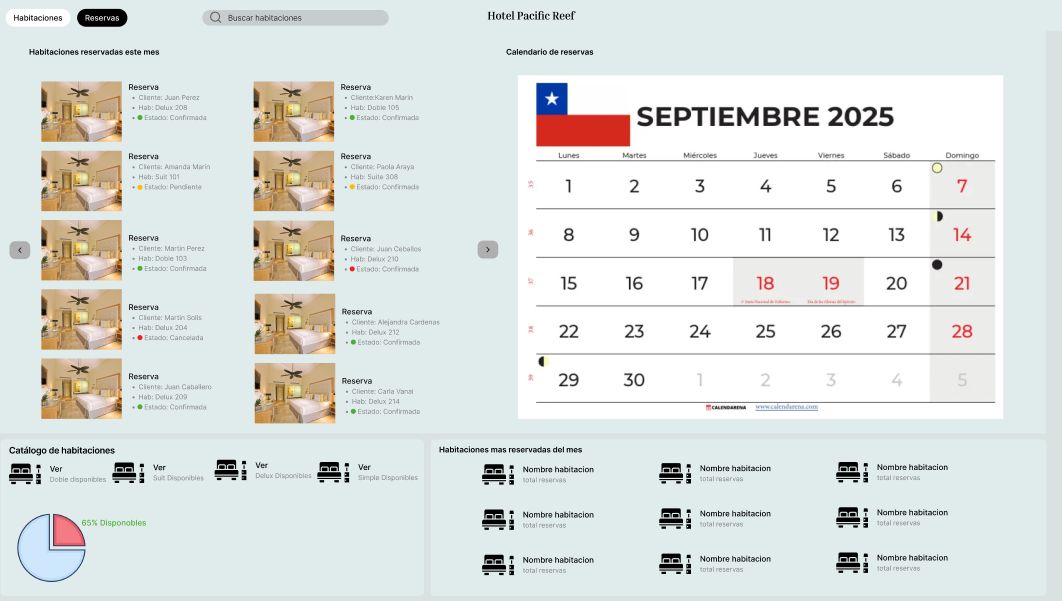 Habitaciones
Reservas
Buscar habitaciones
Hotel Pacific Reef
Habitaciones reservadas este mes
Reserva
Cliente: Juan Perez
Hab: Delux 208
Estado: Confirmada
Reserva
Cliente:Karen Marin
Hab: Doble 105
Estado: Confirmada
Reserva
Cliente: Amanda Marin
Hab: Suit 101
Estado: Pendiente
Reserva
Cliente: Paola Araya
Hab: Suite 308
Estado: Confirmada
Reserva
Cliente: Martin Perez
Hab: Doble 103
Estado: Confirmada
Reserva
Cliente: Juan Ceballos
Hab: Delux 210
Estado: Confirmada
Reserva
Cliente: Martin Solis
Hab: Delux 204
Estado: Cancelada
Reserva
Cliente: Alejandra Cardenas
Hab: Delux 212
Estado: Confirmada
Reserva
Cliente: Juan Caballero
Hab: Delux 209
Estado: Confirmada
Reserva
Cliente: Carla Vanai
Hab: Delux 214
Estado: Confirmada
Calendario de reservas
SEPTIEMBRE 2025
Lunes Martes Miércoles Jueves Viernes Sábado Domingo
1 2 3 4 5 6 7
8 9 10 11 12 13 14
15 16 17 18 19 20 21
22 23 24 25 26 27 28
29 30 1 2 3 4 5
CALENDARENA www.calendarena.com
Catálogo de habitaciones
Ver
Doble disponibles
Ver
Suit Disponibles
Ver
Delux Disponibles
Ver
Simple Disponibles
65% Disponobles
Habitaciones mas reservadas del mes
Nombre habitacion
total reservas
Nombre habitacion
total reservas
Nombre habitacion
total reservas
Nombre habitacion
total reservas
Nombre habitacion
total reservas
Nombre habitacion
total reservas
Nombre habitacion
total reservas
Nombre habitacion
total reservas
Nombre habitacion
total reservas